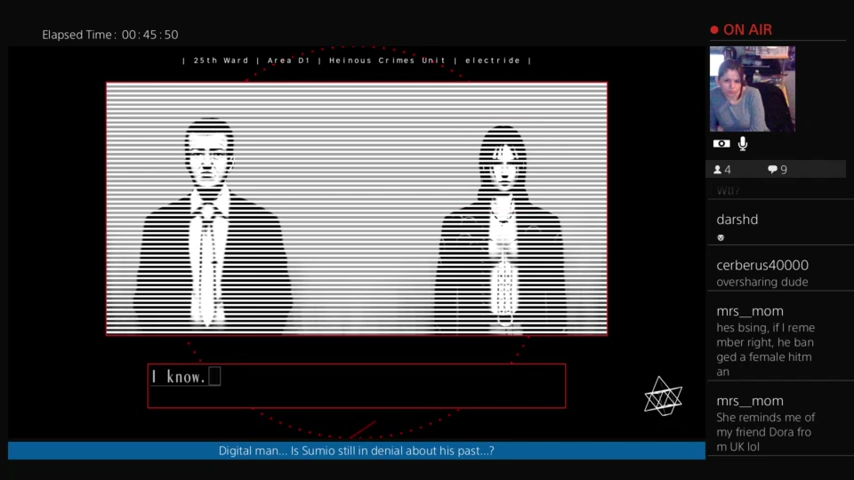 Elapsed Time: 00:45:50
ON AIR
| 25th Ward | Area D1 | Heinous Crimes Unit | electride |
4
9
darshd
cerberus40000
oversharing dude
mrs__mom
hes bsing, if I reme
mber right, he ban
ged a female hitm
an
mrs__mom
She reminds me of
my friend Dora fro
m UK lol
I know.
Digital man... Is Sumio still in denial about his past...?